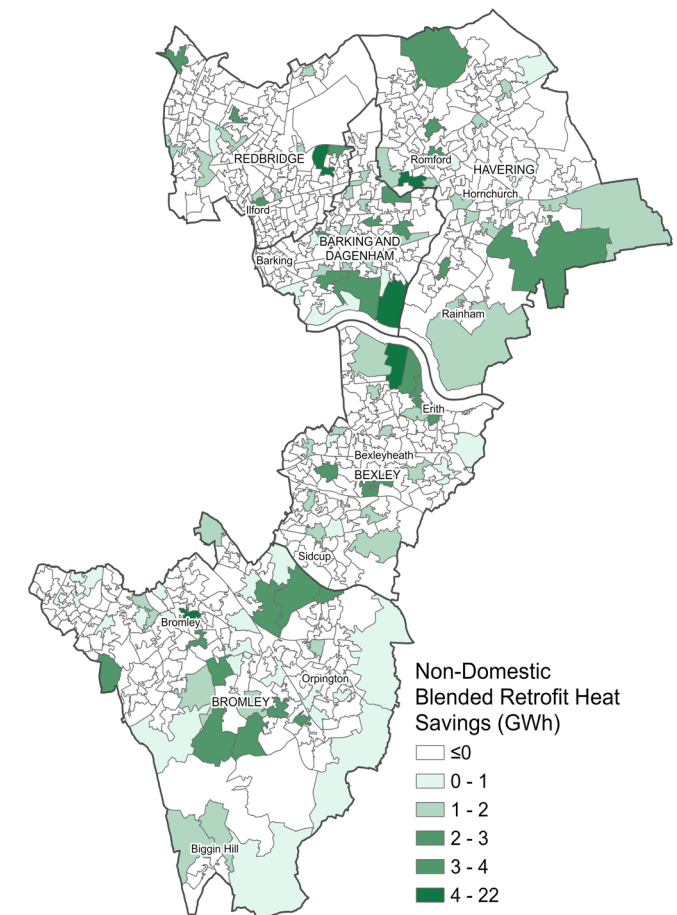 REDBRIDGE
Romford
HAVERING
Hornchurch
Ilford
BARKING AND
DAGENHAM
Barking
Rainham
Erith
Bexleyheath
BEXLEY
Sidcup
Bromley
Orpington
BROMLEY
Biggin Hill
Non-Domestic
Blended Retrofit Heat
Savings (GWh)
≤0
0 - 1
1 - 2
2 - 3
3 - 4
4 - 22